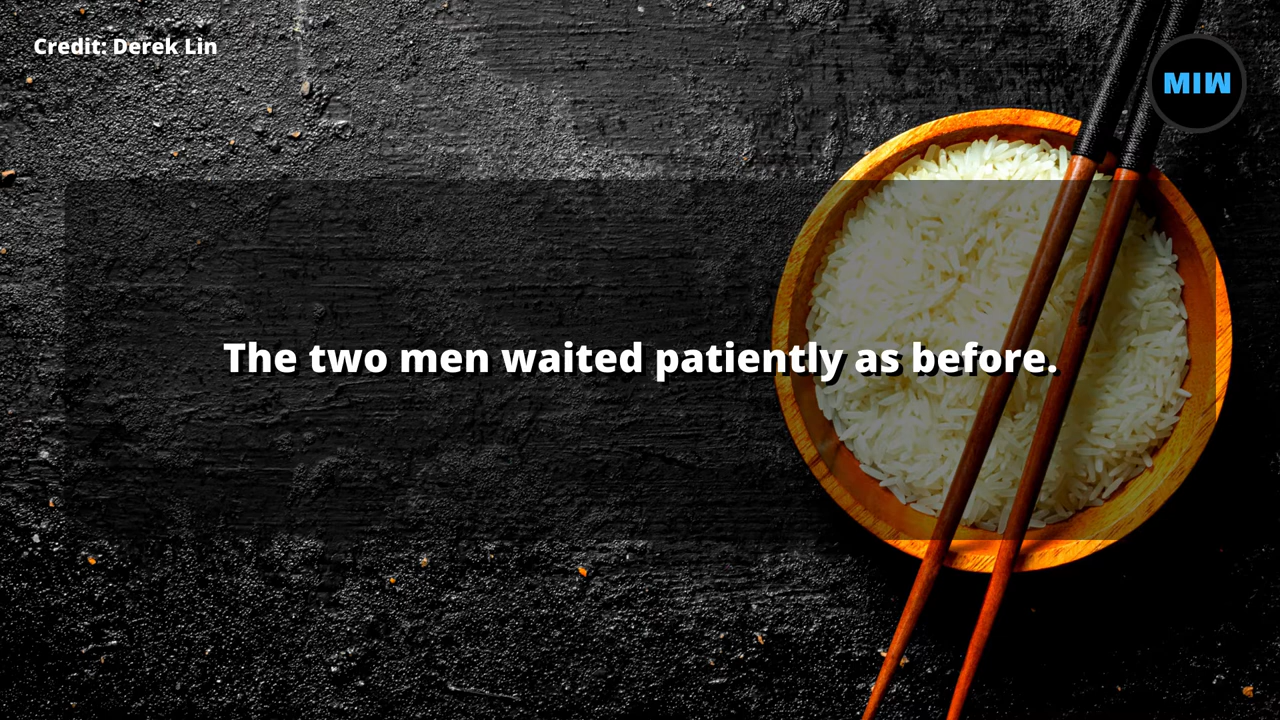 Credit: Derek Lin
MIW
The two men waited patiently as before.